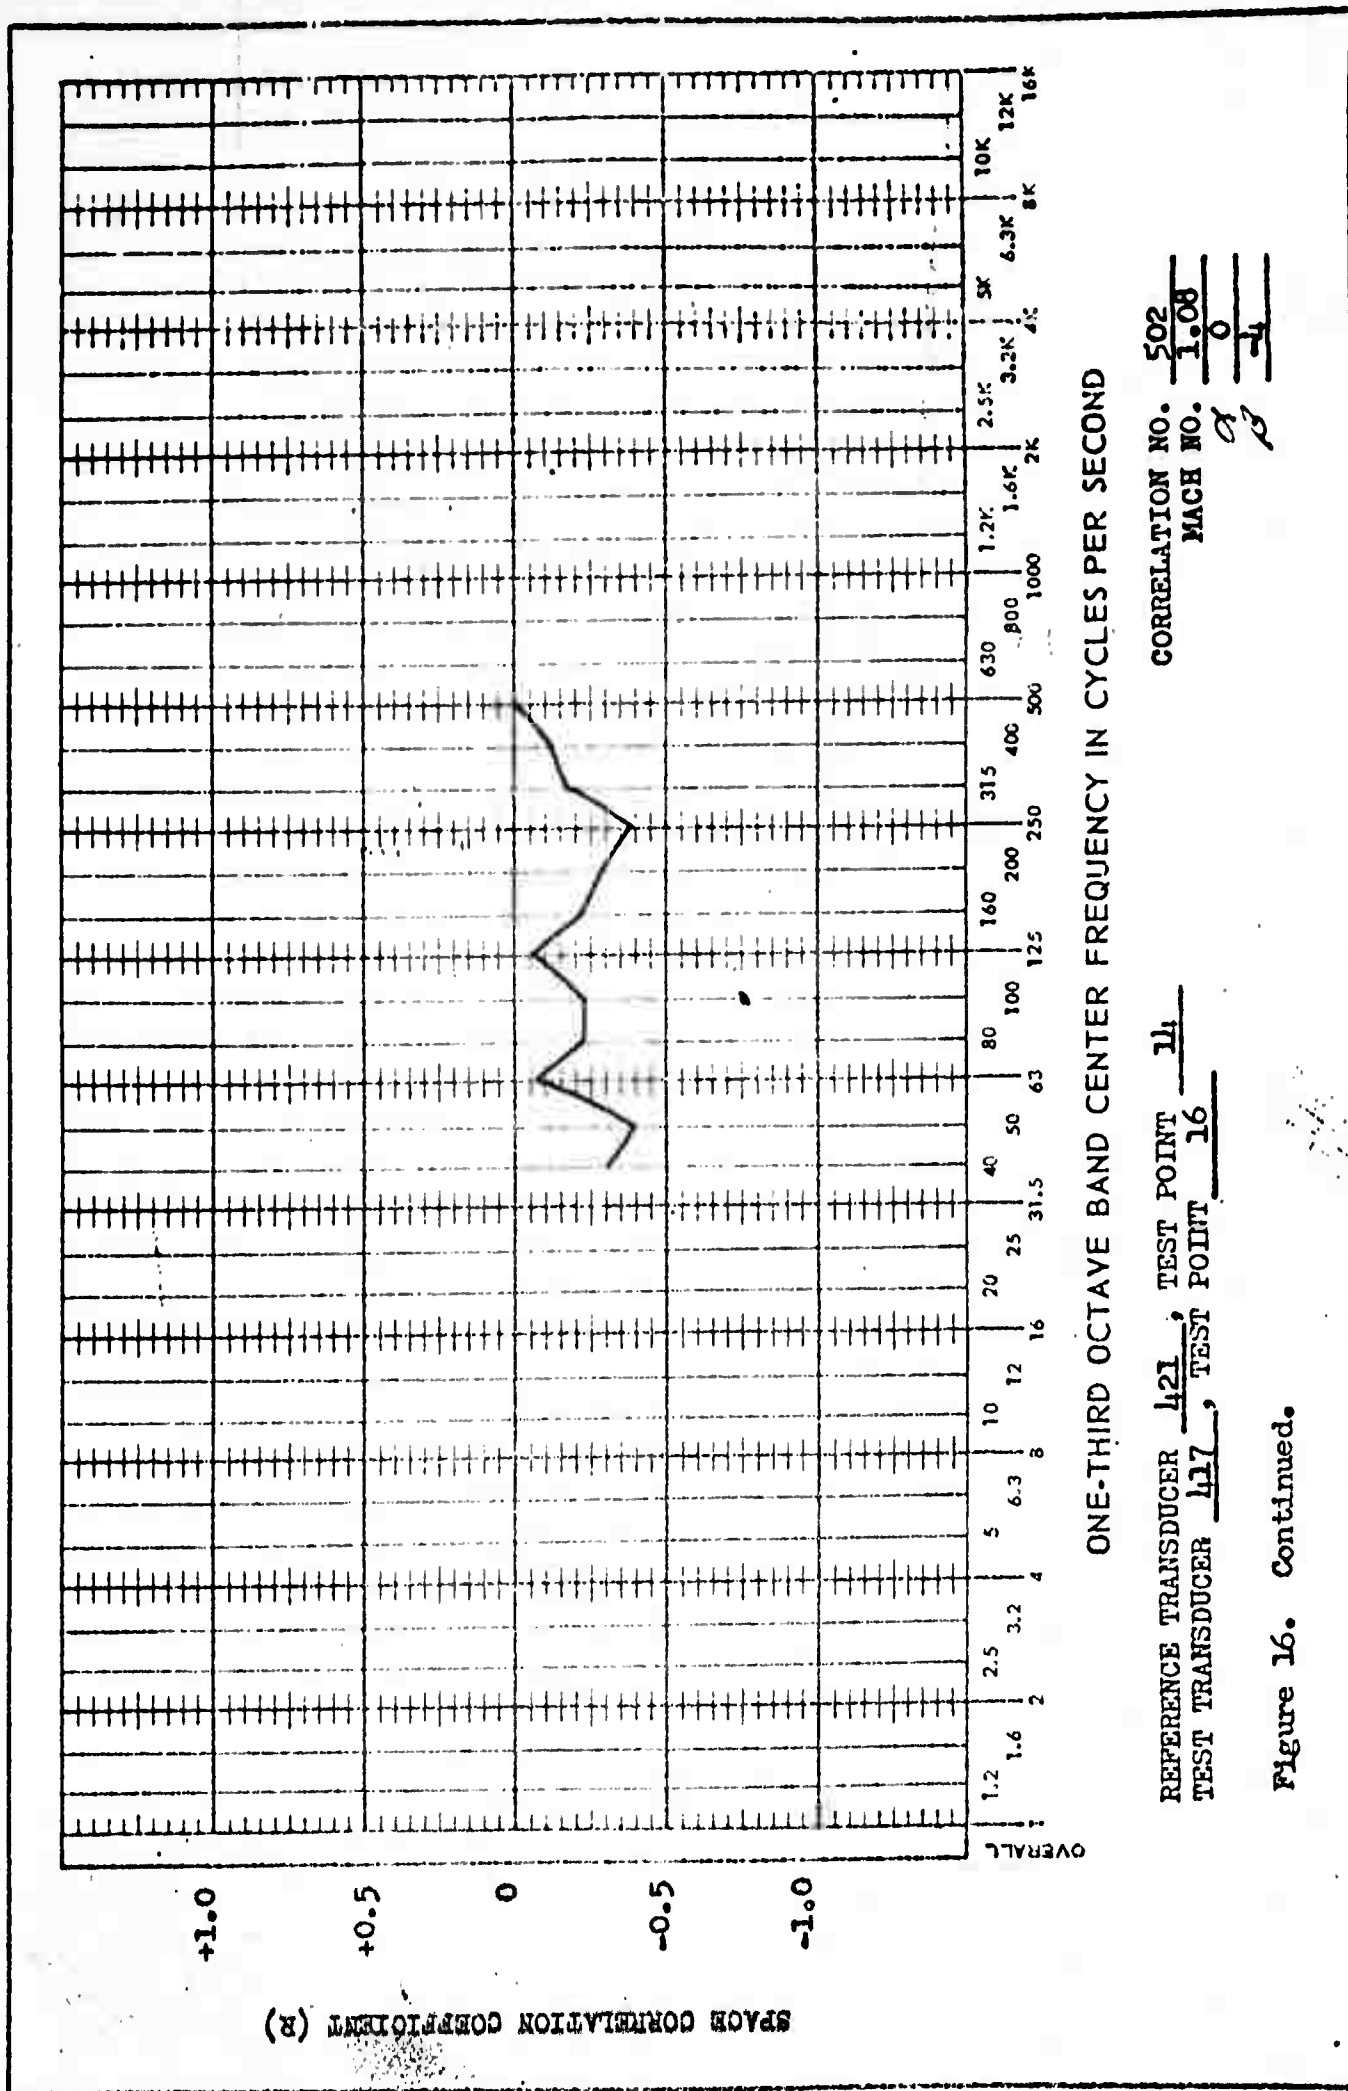 SPACE CORRELATION COEFFICIENT (R)
+1.0
+0.5
0
-0.5
-1.0
OVERALL
1 1.2 1.6 2 2.5 3.2 4 5 6.3 8 10 12 16 20 25 31.5 40 50 63 80 100 125 160 200 250 315 400 500 630 800 1000 1.2K 1.6K 2K 2.5K 3.2K 4K 5K 6.3K 8K 10K 12K 16K
ONE-THIRD OCTAVE BAND CENTER FREQUENCY IN CYCLES PER SECOND
REFERENCE TRANSDUCER 421, TEST POINT 14
TEST TRANSDUCER 417, TEST POINT 16
CORRELATION NO. 502
MACH NO. 1.08
α 0
β -4
Figure 16. Continued.